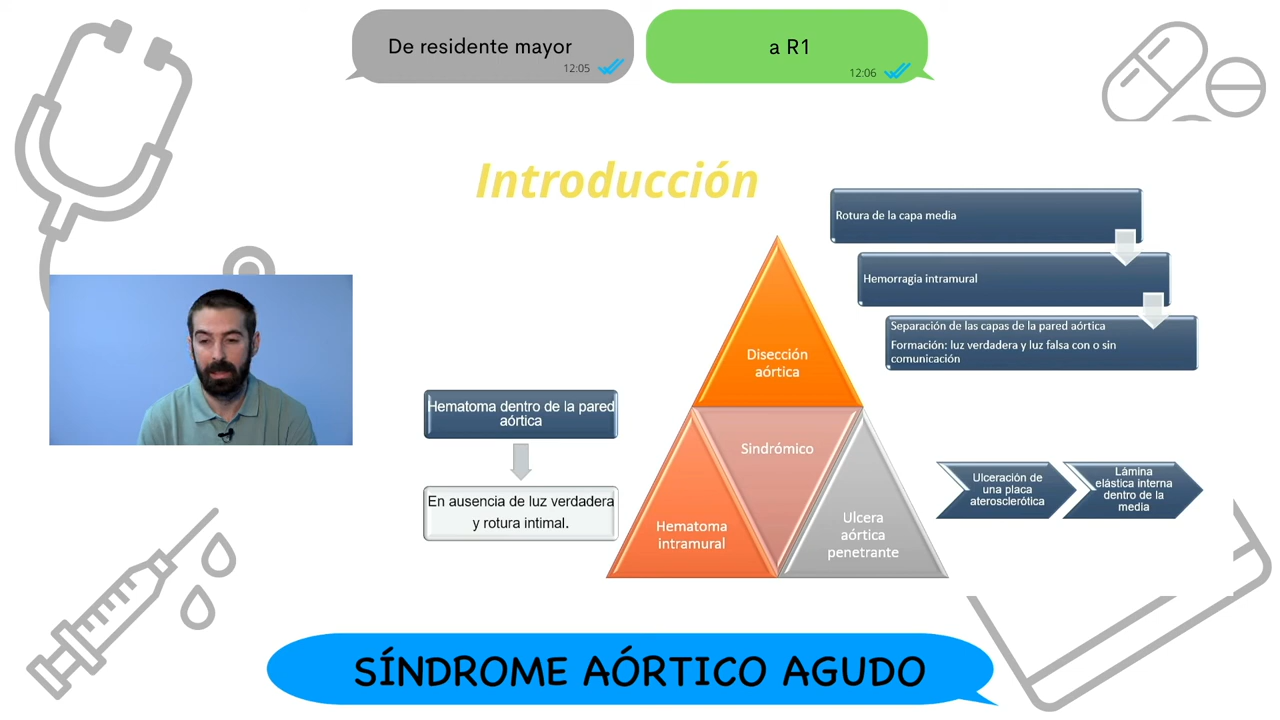 De residente mayor
12:05
a R1
12:06
Introducción
Rotura de la capa media
Hemorragia intramural
Separación de las capas de la pared aórtica
Formación: luz verdadera y luz falsa con o sin
comunicación
Disección
aórtica
Hematoma dentro de la pared
aórtica
En ausencia de luz verdadera
y rotura intimal.
Sindrómico
Hematoma
intramural
Ulcera
aórtica
penetrante
Ulceración de
una placa
aterosclerótica
Lámina
elástica interna
dentro de la
media
SÍNDROME AÓRTICO AGUDO